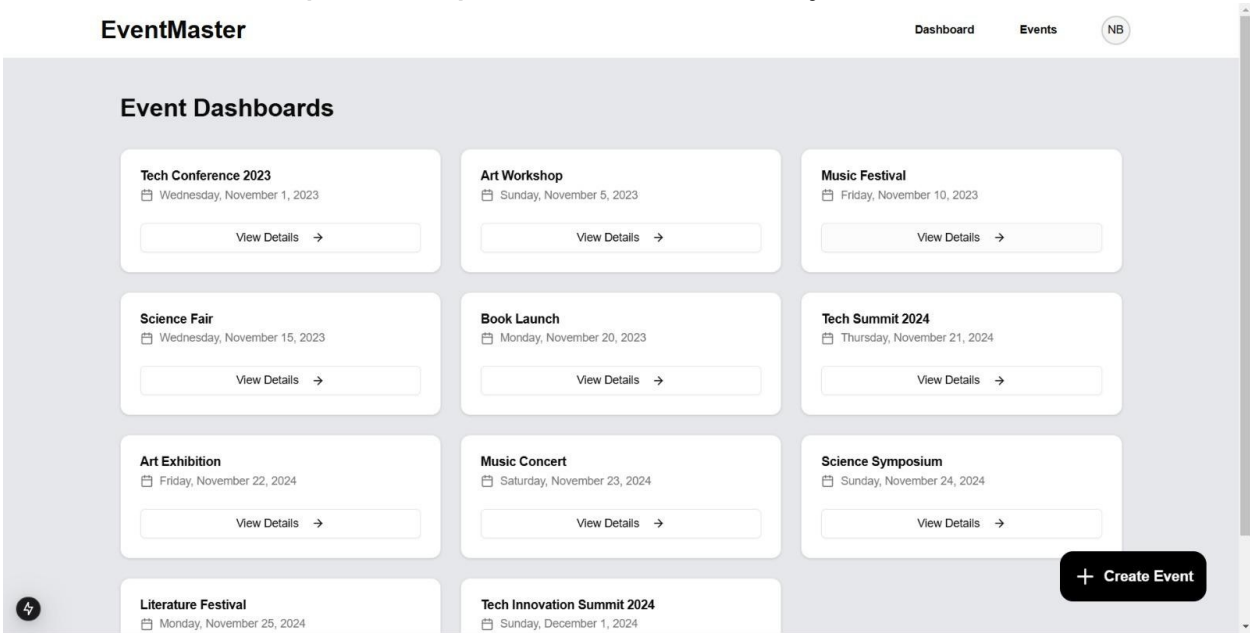 EventMaster
Dashboard Events NB
Event Dashboards
Tech Conference 2023
Wednesday, November 1, 2023
View Details →
Art Workshop
Sunday, November 5, 2023
View Details →
Music Festival
Friday, November 10, 2023
View Details →
Science Fair
Wednesday, November 15, 2023
View Details →
Book Launch
Monday, November 20, 2023
View Details →
Tech Summit 2024
Thursday, November 21, 2024
View Details →
Art Exhibition
Friday, November 22, 2024
View Details →
Music Concert
Saturday, November 23, 2024
View Details →
Science Symposium
Sunday, November 24, 2024
View Details →
Literature Festival
Monday, November 25, 2024
Tech Innovation Summit 2024
Sunday, December 1, 2024
+ Create Event